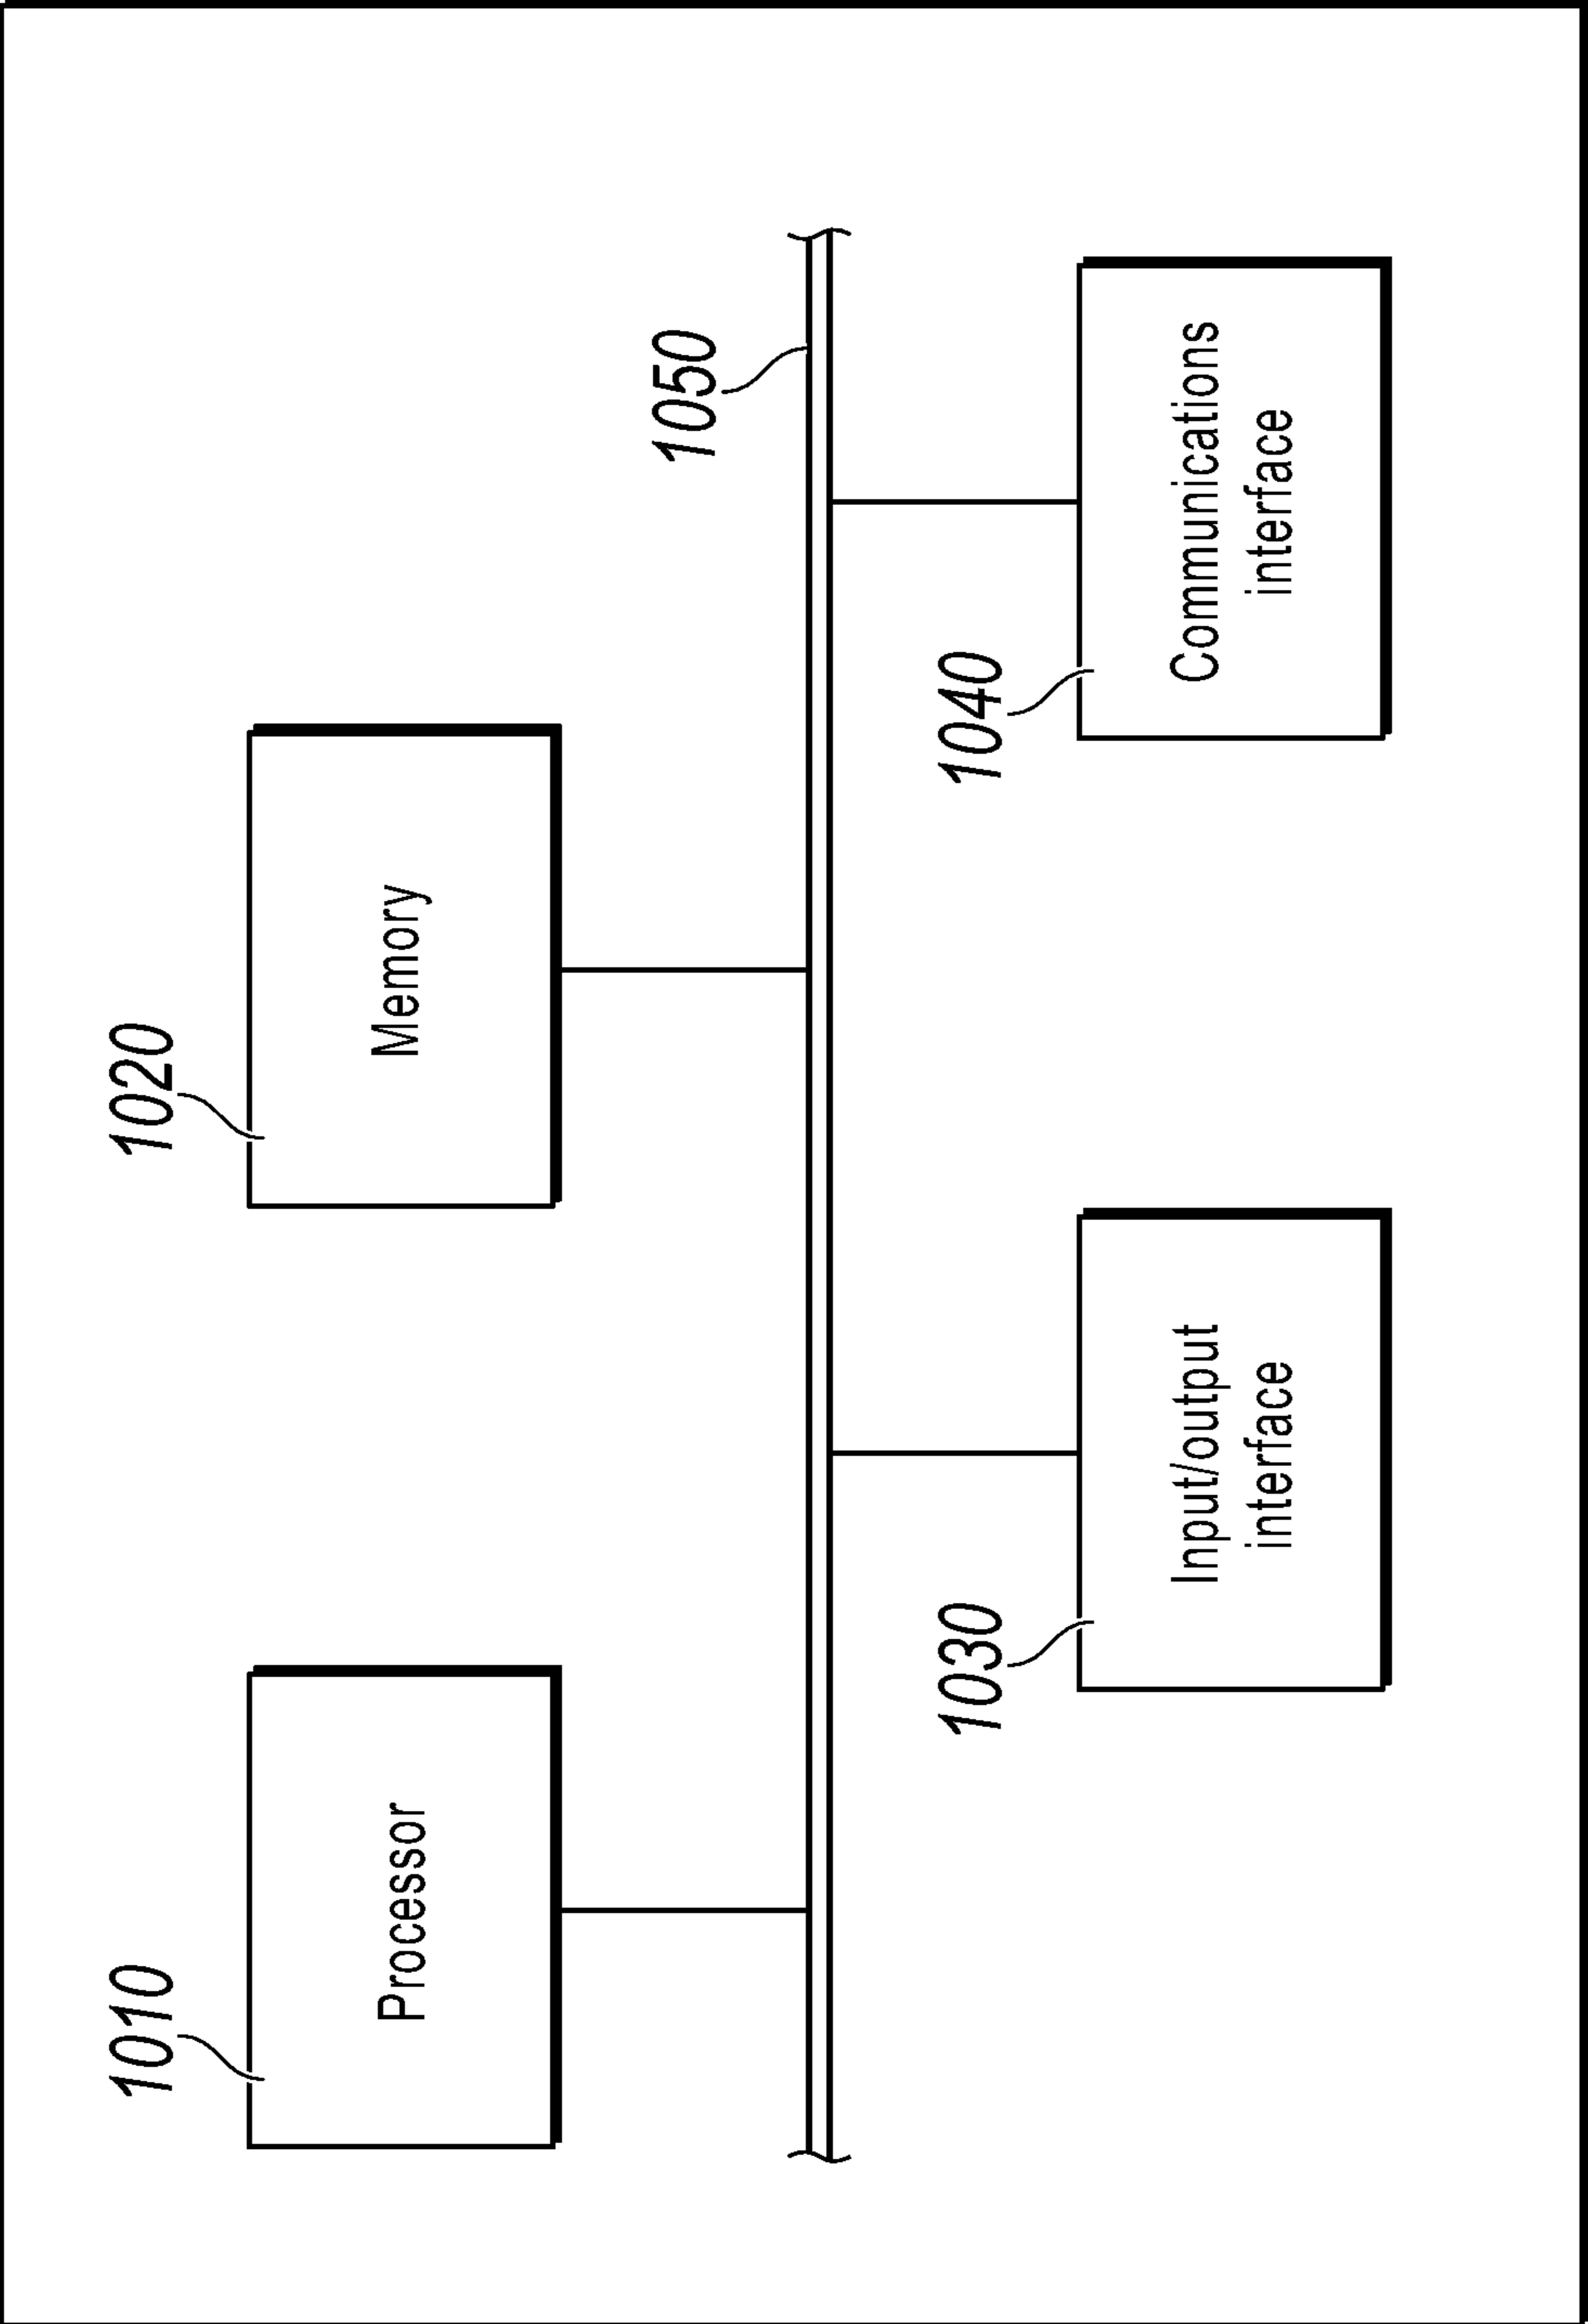 1010
Processor
1020
Memory
1050
1030
Input/output
interface
1040
Communications
interface